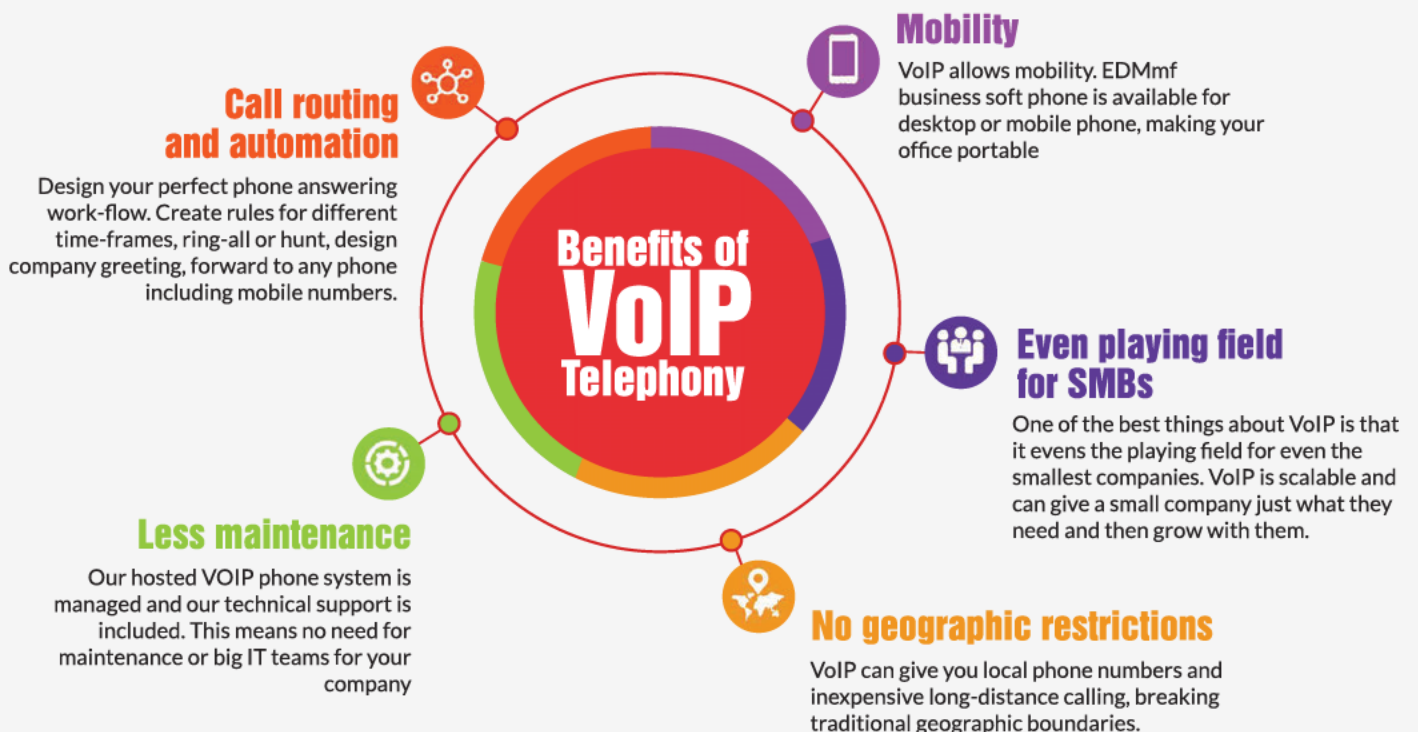 Benefits of
VoIP
Telephony
Mobility
VoIP allows mobility. EDMmf
business soft phone is available for
desktop or mobile phone, making your
office portable
Even playing field
for SMBs
One of the best things about VoIP is that
it evens the playing field for even the
smallest companies. VoIP is scalable and
can give a small company just what they
need and then grow with them.
No geographic restrictions
VoIP can give you local phone numbers and
inexpensive long-distance calling, breaking
traditional geographic boundaries.
Less maintenance
Our hosted VOIP phone system is
managed and our technical support is
included. This means no need for
maintenance or big IT teams for your
company
Call routing
and automation
Design your perfect phone answering
work-flow. Create rules for different
time-frames, ring-all or hunt, design
company greeting, forward to any phone
including mobile numbers.